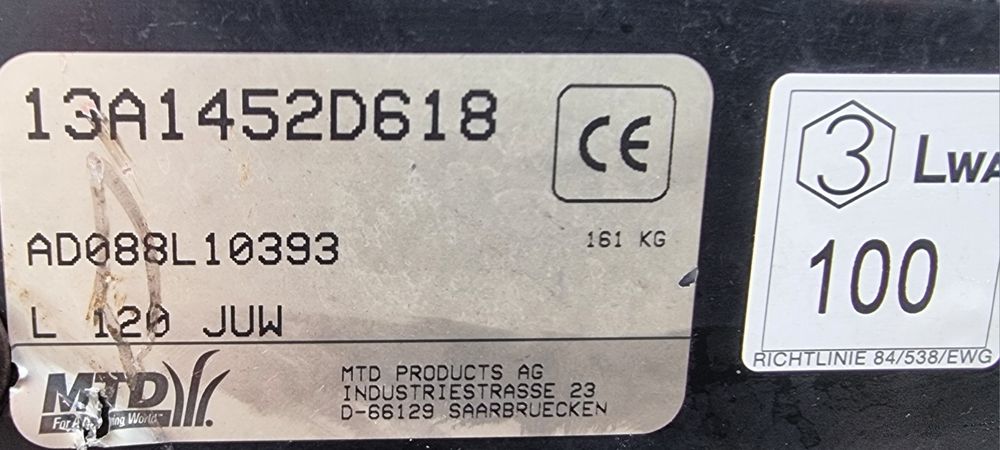 13A1452D618
CE
161 KG
AD088L10393
L 120 JUW
MTD
MTD PRODUCTS AG
INDUSTRIESTRASSE 23
D-66129 SAARBRUECKEN
3 LWA
100
RICHTLINIE 84/538/EWG